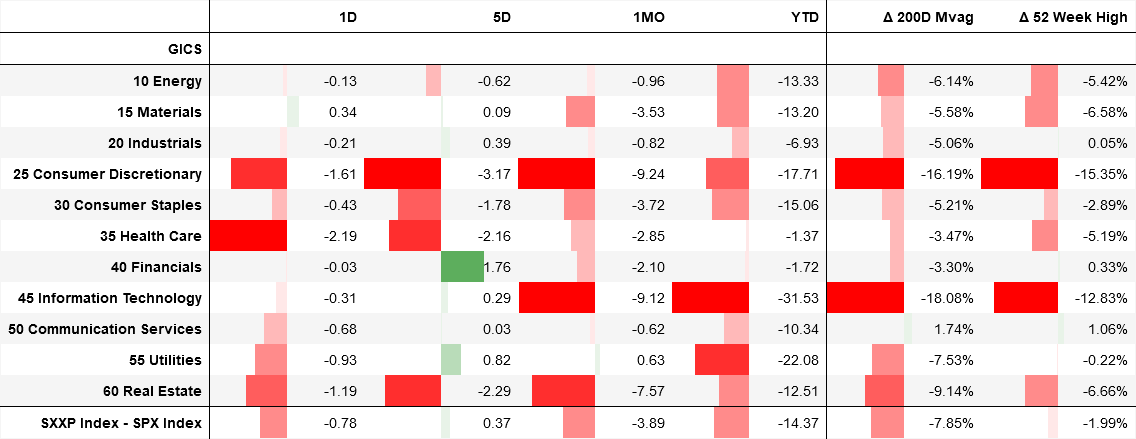 1D 5D 1MO YTD Δ 200D Mvag Δ 52 Week High
GICS
10 Energy -0.13 -0.62 -0.96 -13.33 -6.14% -5.42%
15 Materials 0.34 0.09 -3.53 -13.20 -5.58% -6.58%
20 Industrials -0.21 0.39 -0.82 -6.93 -5.06% 0.05%
25 Consumer Discretionary -1.61 -3.17 -9.24 -17.71 -16.19% -15.35%
30 Consumer Staples -0.43 -1.78 -3.72 -15.06 -5.21% -2.89%
35 Health Care -2.19 -2.16 -2.85 -1.37 -3.47% -5.19%
40 Financials -0.03 1.76 -2.10 -1.72 -3.30% 0.33%
45 Information Technology -0.31 0.29 -9.12 -31.53 -18.08% -12.83%
50 Communication Services -0.68 0.03 -0.62 -10.34 1.74% 1.06%
55 Utilities -0.93 0.82 0.63 -22.08 -7.53% -0.22%
60 Real Estate -1.19 -2.29 -7.57 -12.51 -9.14% -6.66%
SXXP Index - SPX Index -0.78 0.37 -3.89 -14.37 -7.85% -1.99%